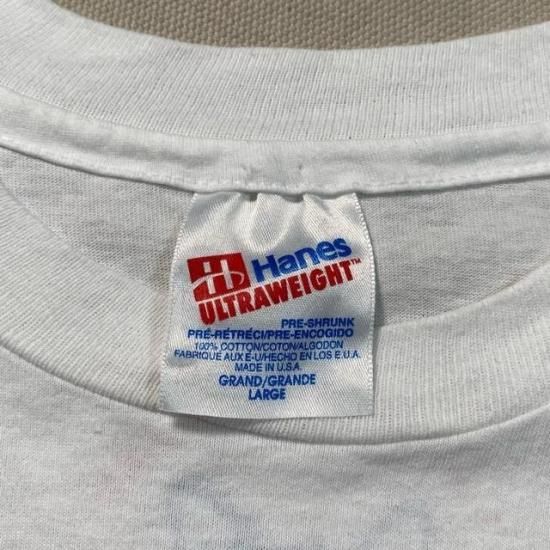 Hanes
ULTRAWEIGHT™
PRE-SHRUNK
PRÉ-RÉTRÉCI/PRE-ENCOGIDO
100% COTTON/COTON/ALGODON
FABRIQUE AUX E-U/HECHO EN LOS E.U.A.
MADE IN U.S.A.
GRAND/GRANDE
LARGE